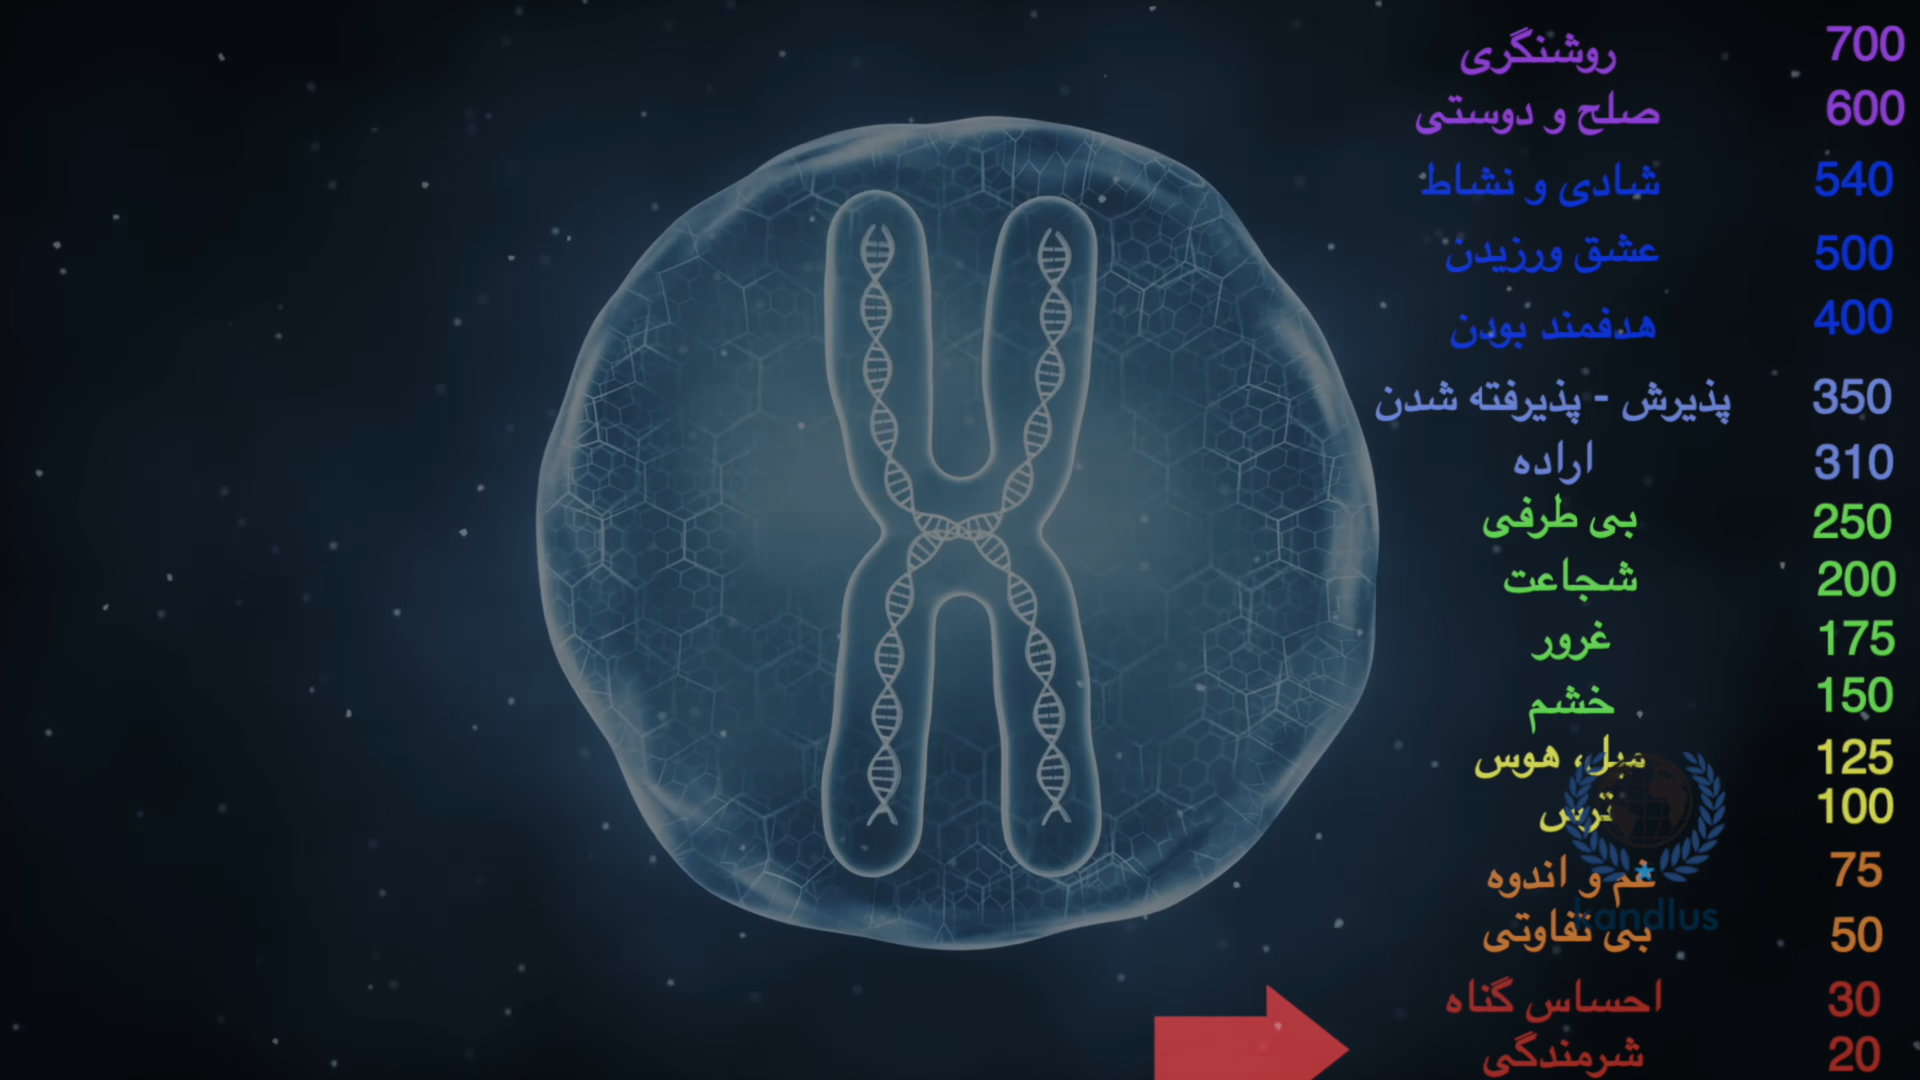 روشنگری 700
صلح و دوستی 600
شادی و نشاط 540
عشق ورزیدن 500
هدفمند بودن 400
پذیرش - پذیرفته شدن 350
اراده 310
بی طرفی 250
شجاعت 200
غرور 175
خشم 150
میل، هوس 125
ترس 100
غم و اندوه 75
بی تفاوتی 50
احساس گناه 30
شرمندگی 20